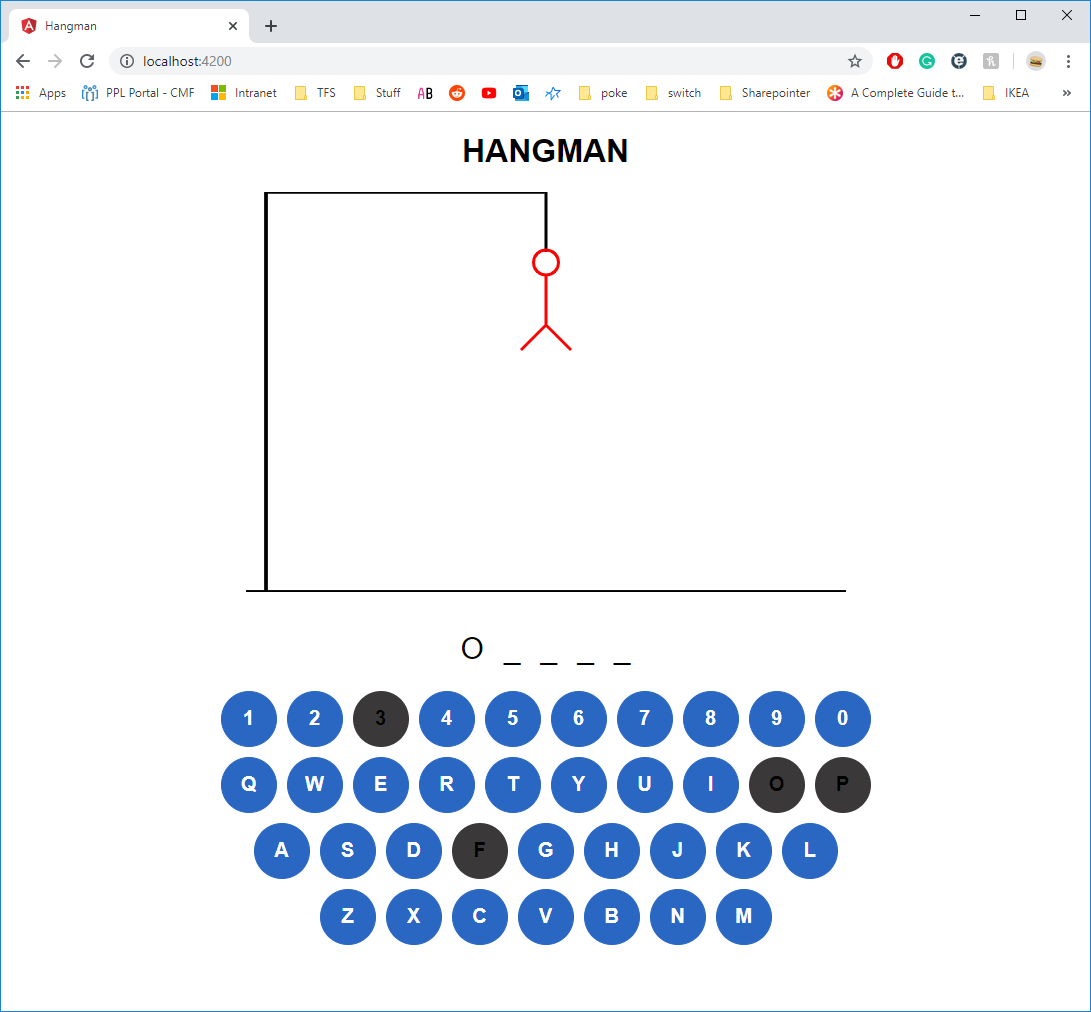 Hangman
localhost:4200
Apps PPL Portal - CMF Intranet TFS Stuff AB poke switch Sharepointer A Complete Guide t... IKEA »
HANGMAN
O _ _ _ _
1 2 3 4 5 6 7 8 9 0
Q W E R T Y U I O P
A S D F G H J K L
Z X C V B N M